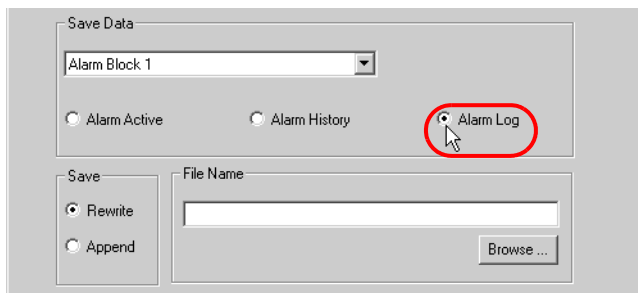 Save Data
Alarm Block 1
Alarm Active Alarm History Alarm Log
Save
File Name
Rewrite
Append
Browse ...